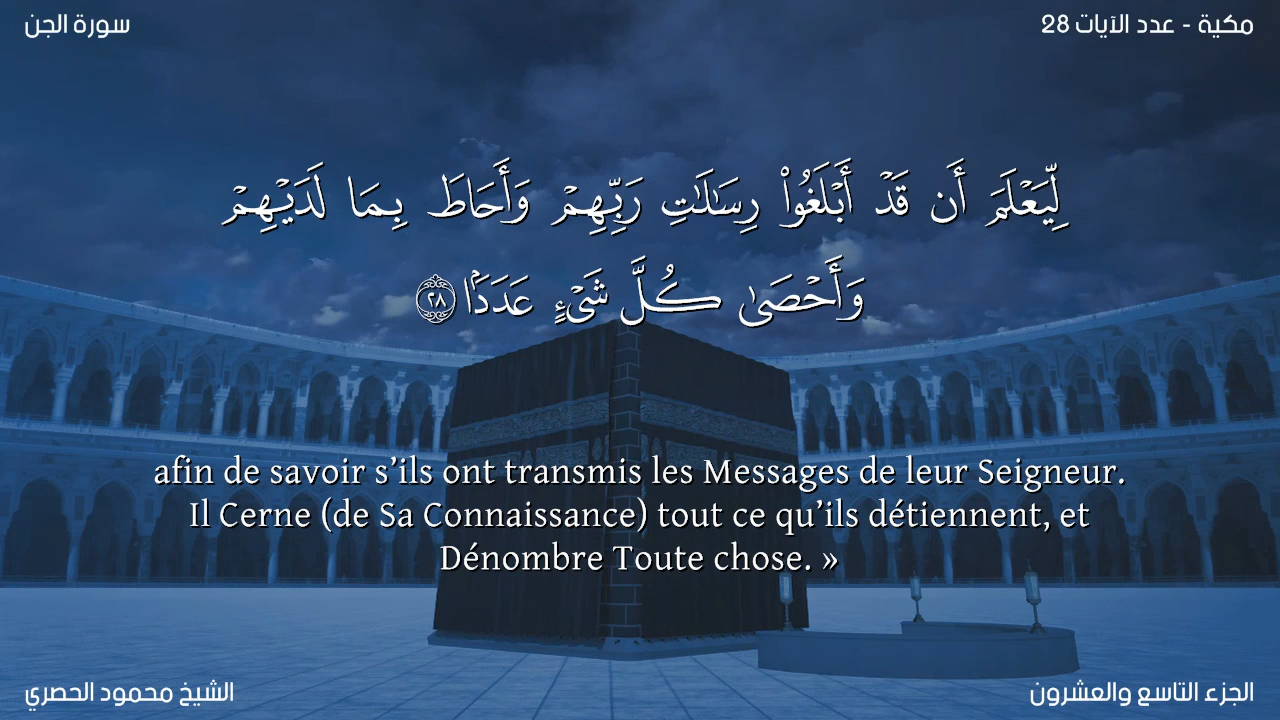 مكية - عدد الآيات 28
سورة الجن
لِّيَعْلَمَ أَن قَدْ أَبْلَغُوا۟ رِسَـٰلَـٰتِ رَبِّهِمْ وَأَحَاطَ بِمَا لَدَيْهِمْ
وَأَحْصَىٰ كُلَّ شَىْءٍ عَدَدَۢا ٢٨
afin de savoir s’ils ont transmis les Messages de leur Seigneur.
Il Cerne (de Sa Connaissance) tout ce qu’ils détiennent, et
Dénombre Toute chose. »
الجزء التاسع والعشرون
الشيخ محمود الحصري